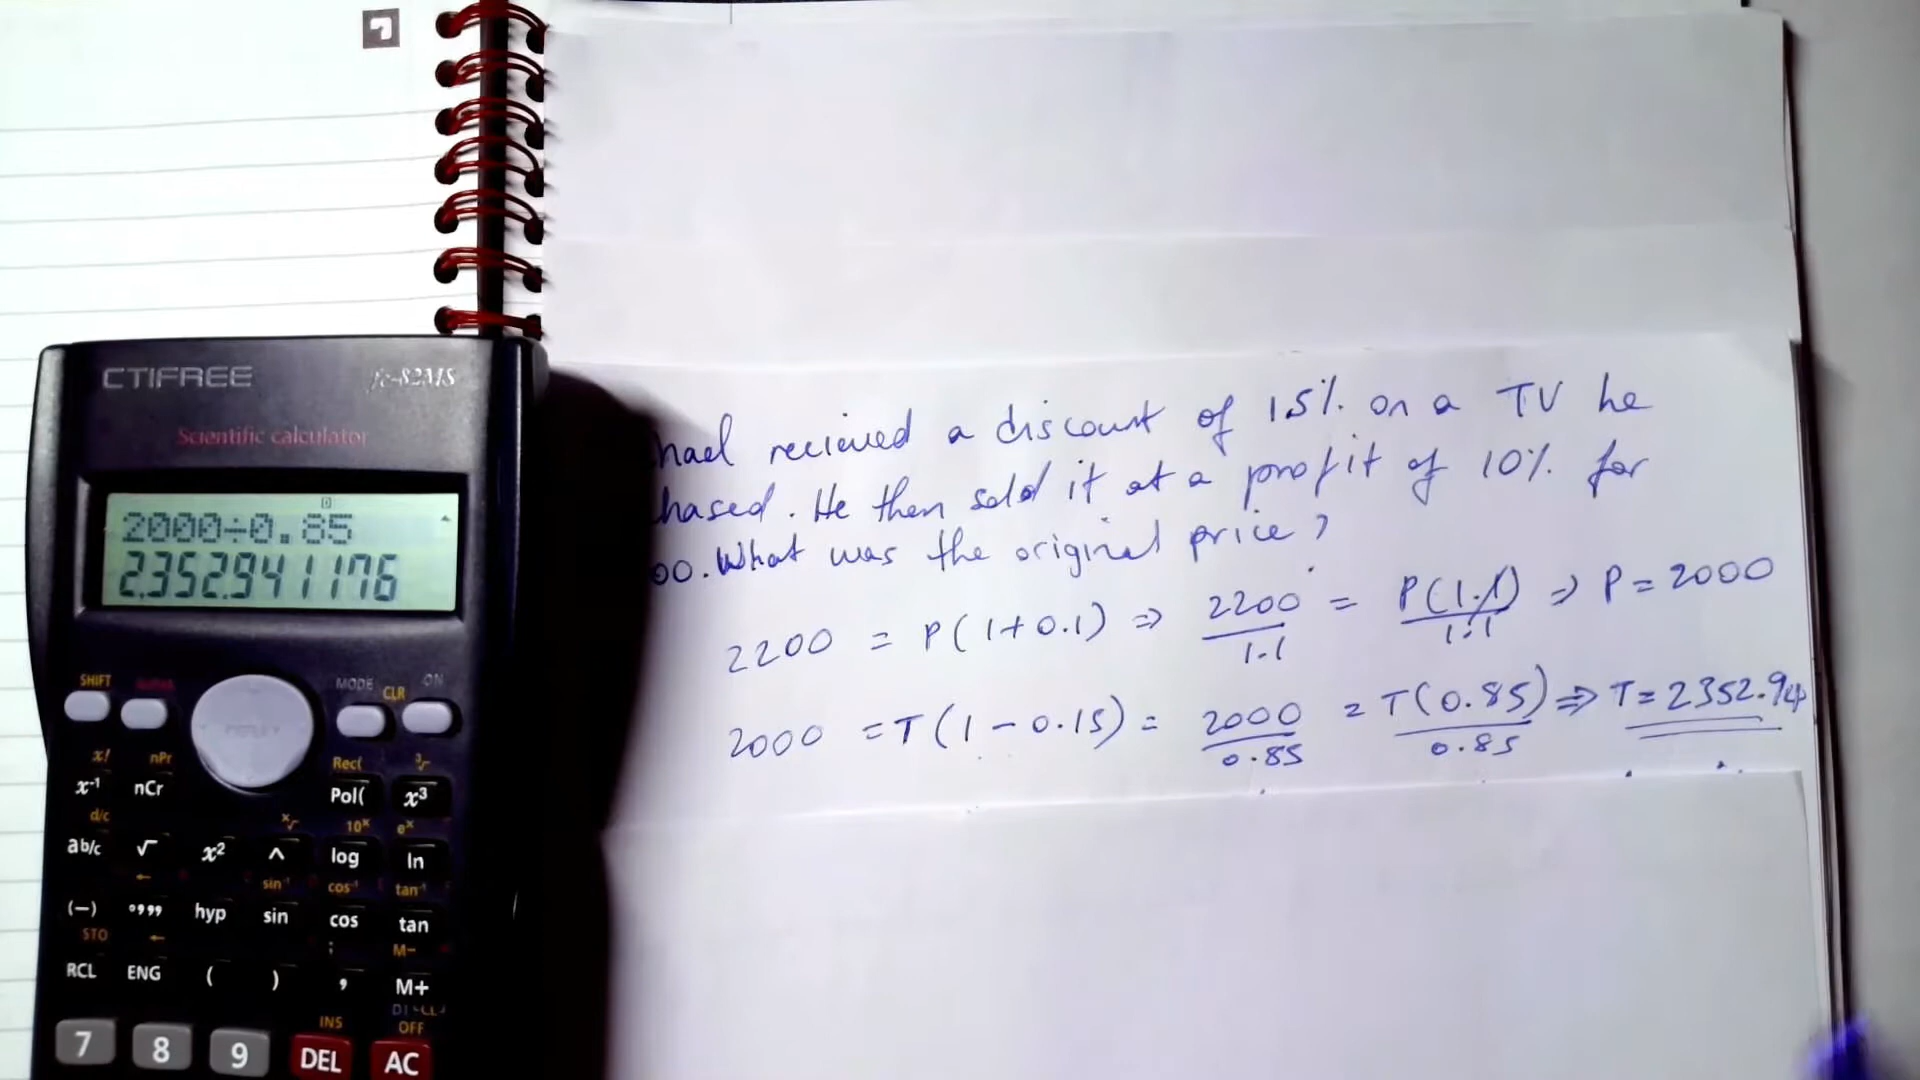 CTIFREE fc-82MS
Scientific calculator
2000÷0.85
2352.941176
SHIFT MODE CLR ON
x! nPr Rec( ³√
x⁻¹ nCr Pol( x³
d/c ˣ√ 10ˣ eˣ
ab/c √ x² ^ log ln
← sin⁻¹ cos⁻¹ tan⁻¹
(−) °,,, hyp sin cos tan
STO ← ; M−
RCL ENG ( ) , M+
INS OFF
7 8 9 DEL AC
hael recieved a discount of 15% on a TV he
hased. He then sold it at a profit of 10% for
00. What was the original price?
2200 = P(1+0.1) ⇒ 2200/1.1 = P(1.1)/1.1 ⇒ P = 2000
2000 = T(1 − 0.15) = 2000/0.85 = T(0.85)/0.85 ⇒ T = 2352.94